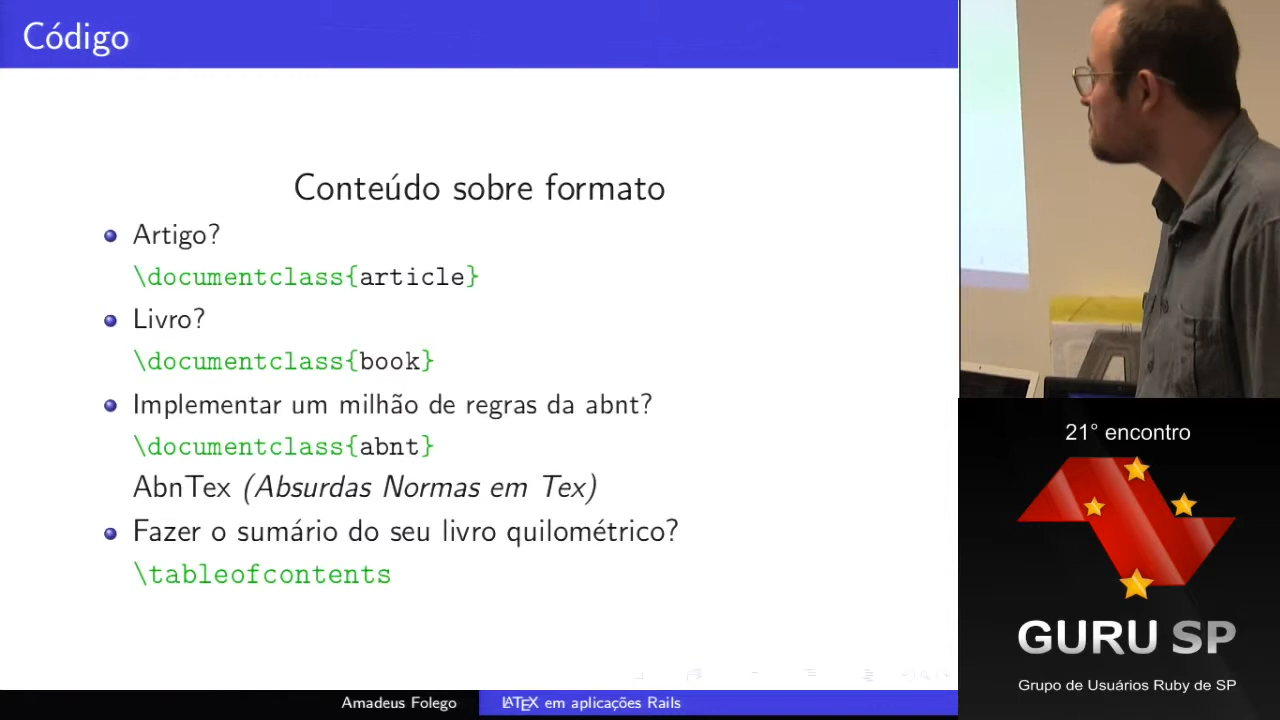 Código
Conteúdo sobre formato
Artigo?
\documentclass{article}
Livro?
\documentclass{book}
Implementar um milhão de regras da abnt?
\documentclass{abnt}
AbnTex (Absurdas Normas em Tex)
Fazer o sumário do seu livro quilométrico?
\tableofcontents
Amadeus Folego
LATEX em aplicações Rails
21° encontro
GURU SP
Grupo de Usuários Ruby de SP